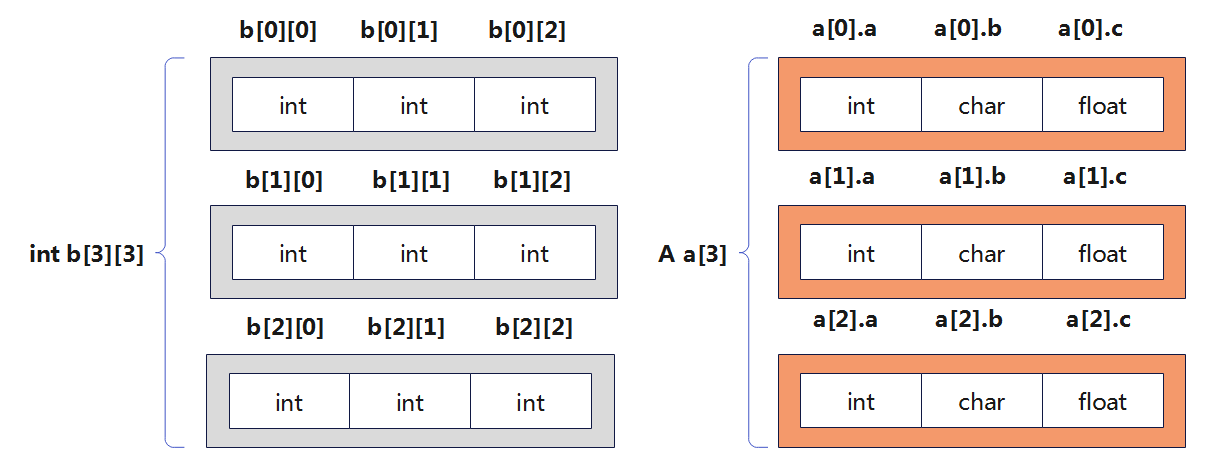 b[0][0] b[0][1] b[0][2]
int int int
b[1][0] b[1][1] b[1][2]
int b[3][3]
int int int
b[2][0] b[2][1] b[2][2]
int int int
a[0].a a[0].b a[0].c
int char float
a[1].a a[1].b a[1].c
A a[3]
int char float
a[2].a a[2].b a[2].c
int char float